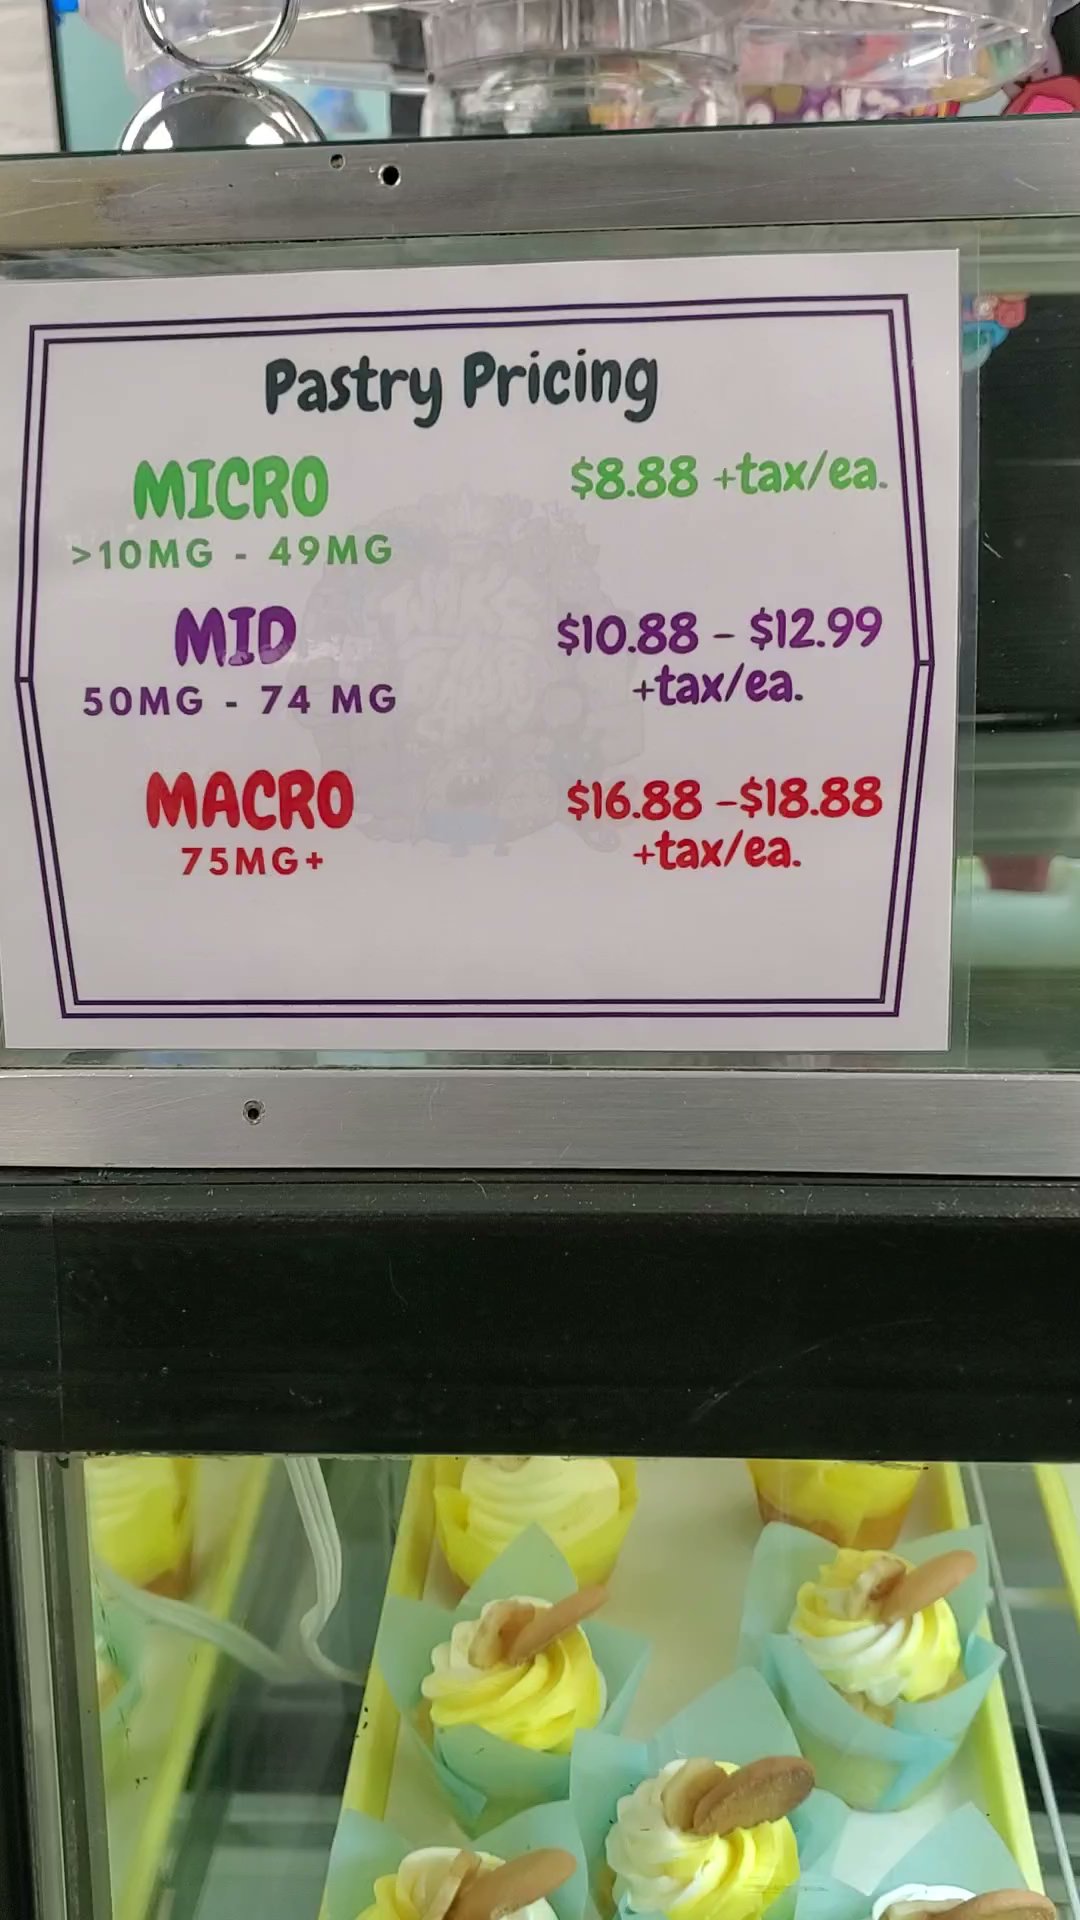 Pastry Pricing
MICRO $8.88 +tax/ea.
>10MG - 49MG
MID $10.88 - $12.99
50MG - 74 MG +tax/ea.
MACRO $16.88 -$18.88
75MG+ +tax/ea.